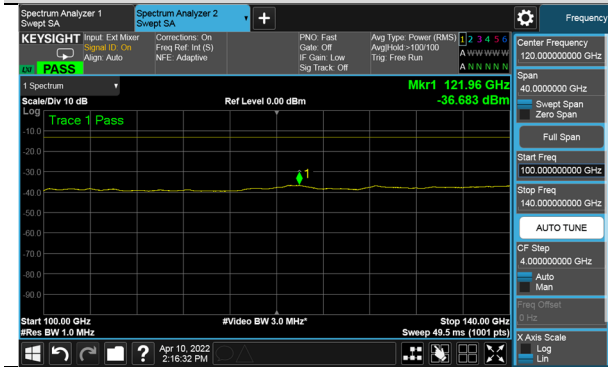 Spectrum Analyzer 1
Swept SA
Spectrum Analyzer 2
Swept SA
Frequency
KEYSIGHT
Input: Ext Mixer
Signal ID: On
Align: Auto
Corrections: On
Freq Ref: Int (S)
NFE: Adaptive
PNO: Fast
Gate: Off
IF Gain: Low
Sig Track: Off
Avg Type: Power (RMS)
Avg|Hold:>100/100
Trig: Free Run
1 2 3 4 5 6
A W W W W W
A N N N N N
PASS
1 Spectrum
Scale/Div 10 dB
Ref Level 0.00 dBm
Mkr1 121.96 GHz
-36.683 dBm
Log
Trace 1 Pass
-10.0
-20.0
-30.0
-40.0
-50.0
-60.0
-70.0
-80.0
-90.0
1
Start 100.00 GHz
#Res BW 1.0 MHz
#Video BW 3.0 MHz*
Stop 140.00 GHz
Sweep 49.5 ms (1001 pts)
Apr 10, 2022
2:16:32 PM
Center Frequency
120.000000000 GHz
Span
40.0000000 GHz
Swept Span
Zero Span
Full Span
Start Freq
100.000000000 GHz
Stop Freq
140.000000000 GHz
AUTO TUNE
CF Step
4.000000000 GHz
Auto
Man
Freq Offset
0 Hz
X Axis Scale
Log
Lin